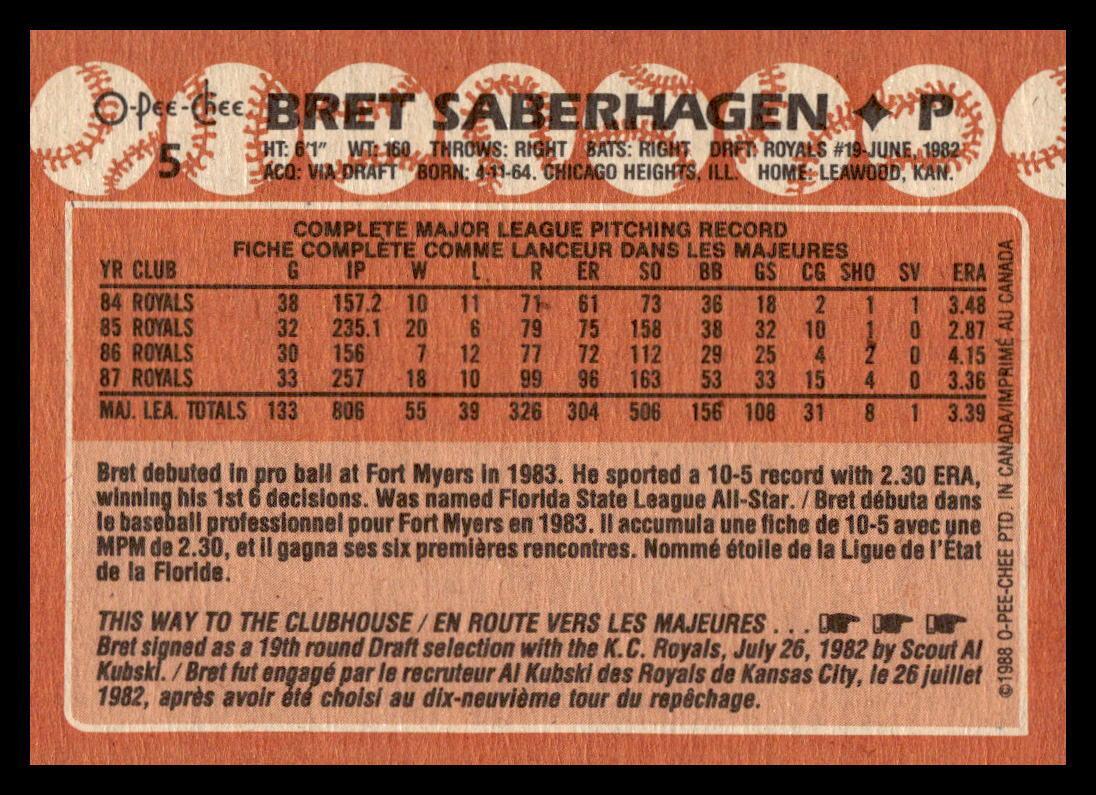 O-Pee-Chee BRET SABERHAGEN ✦ P
5 HT: 6'1" WT: 160 THROWS: RIGHT BATS: RIGHT DRFT: ROYALS #19-JUNE, 1982
ACQ: VIA DRAFT BORN: 4-11-64, CHICAGO HEIGHTS, ILL. HOME: LEAWOOD, KAN.
COMPLETE MAJOR LEAGUE PITCHING RECORD
FICHE COMPLÈTE COMME LANCEUR DANS LES MAJEURES
YR CLUB G IP W L R ER SO BB GS CG SHO SV ERA
84 ROYALS 38 157.2 10 11 71 61 73 36 18 2 1 1 3.48
85 ROYALS 32 235.1 20 6 79 75 158 38 32 10 1 0 2.87
86 ROYALS 30 156 7 12 77 72 112 29 25 4 2 0 4.15
87 ROYALS 33 257 18 10 99 96 163 53 33 15 4 0 3.36
MAJ. LEA. TOTALS 133 806 55 39 326 304 506 156 108 31 8 1 3.39
Bret debuted in pro ball at Fort Myers in 1983. He sported a 10-5 record with 2.30 ERA,
winning his 1st 6 decisions. Was named Florida State League All-Star. / Bret débuta dans
le baseball professionnel pour Fort Myers en 1983. Il accumula une fiche de 10-5 avec une
MPM de 2.30, et il gagna ses six premières rencontres. Nommé étoile de la Ligue de l'État
de la Floride.
THIS WAY TO THE CLUBHOUSE / EN ROUTE VERS LES MAJEURES . . .
Bret signed as a 19th round Draft selection with the K.C. Royals, July 26, 1982 by Scout Al
Kubski. / Bret fut engagé par le recruteur Al Kubski des Royals de Kansas City, le 26 juillet
1982, après avoir été choisi au dix-neuvième tour du repêchage.
©1988 O-PEE-CHEE PTD. IN CANADA/IMPRIMÉ AU CANADA